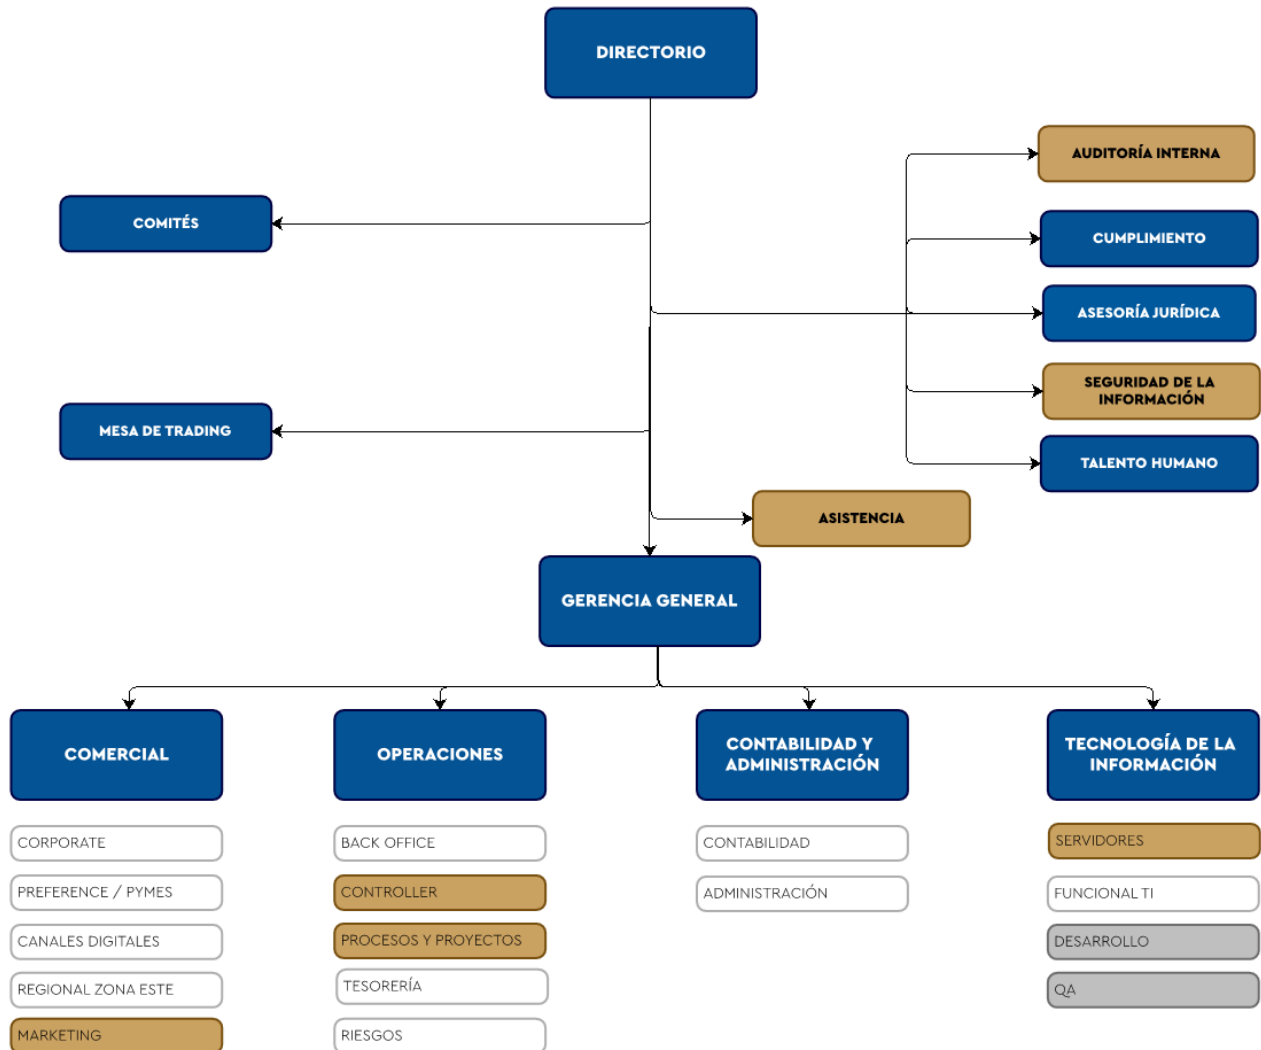 DIRECTORIO
AUDITORÍA INTERNA
COMITÉS
CUMPLIMIENTO
ASESORÍA JURÍDICA
SEGURIDAD DE LA
INFORMACIÓN
MESA DE TRADING
TALENTO HUMANO
ASISTENCIA
GERENCIA GENERAL
COMERCIAL
CORPORATE
PREFERENCE / PYMES
CANALES DIGITALES
REGIONAL ZONA ESTE
MARKETING
OPERACIONES
BACK OFFICE
CONTROLLER
PROCESOS Y PROYECTOS
TESORERÍA
RIESGOS
CONTABILIDAD Y
ADMINISTRACIÓN
CONTABILIDAD
ADMINISTRACIÓN
TECNOLOGÍA DE LA
INFORMACIÓN
SERVIDORES
FUNCIONAL TI
DESARROLLO
QA